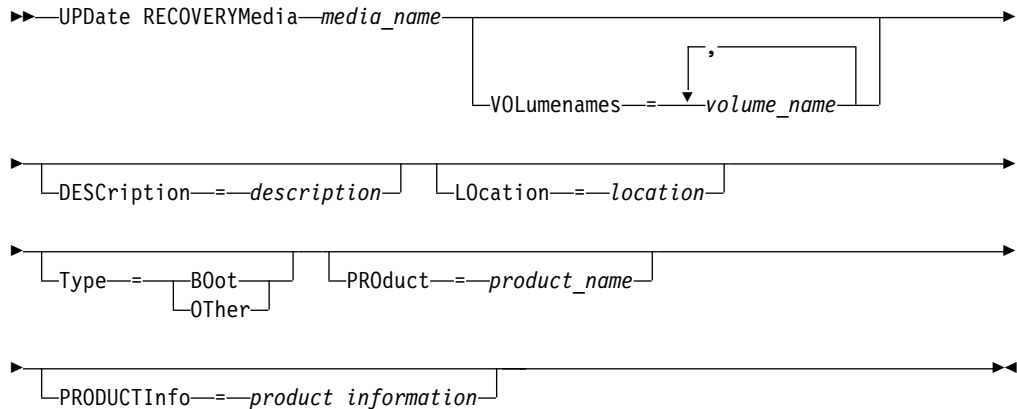 UPDate RECOVERYMedia media_name
,
VOLumenames = volume_name
DESCription = description LOcation = location
Type = BOot PROduct = product_name
OTher
PRODUCTInfo = product information